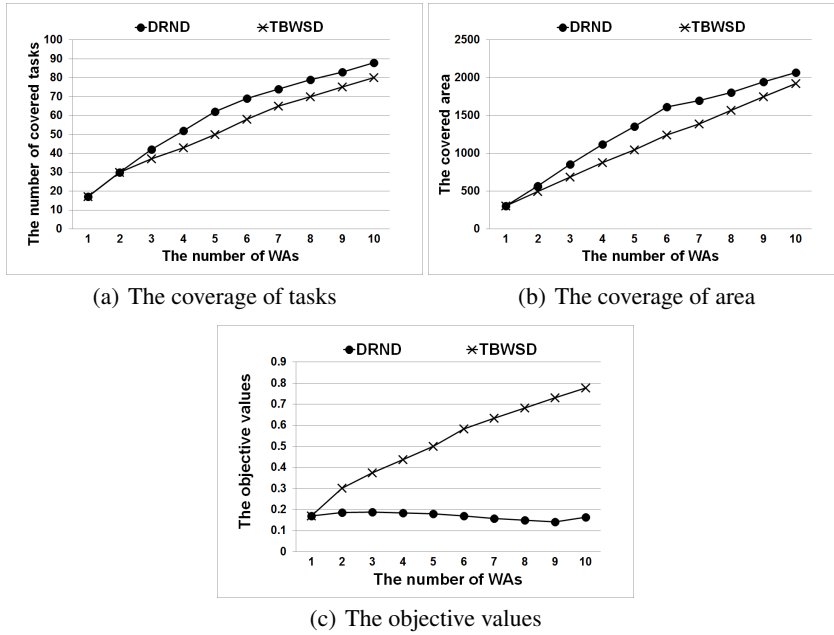 DRND TBWSD
100
90
80
70
60
50
40
30
20
10
0
The number of covered tasks
1 2 3 4 5 6 7 8 9 10
The number of WAs
(a) The coverage of tasks
DRND TBWSD
2500
2000
1500
1000
500
0
The covered area
1 2 3 4 5 6 7 8 9 10
The number of WAs
(b) The coverage of area
DRND TBWSD
0.9
0.8
0.7
0.6
0.5
0.4
0.3
0.2
0.1
0
The objective values
1 2 3 4 5 6 7 8 9 10
The number of WAs
(c) The objective values